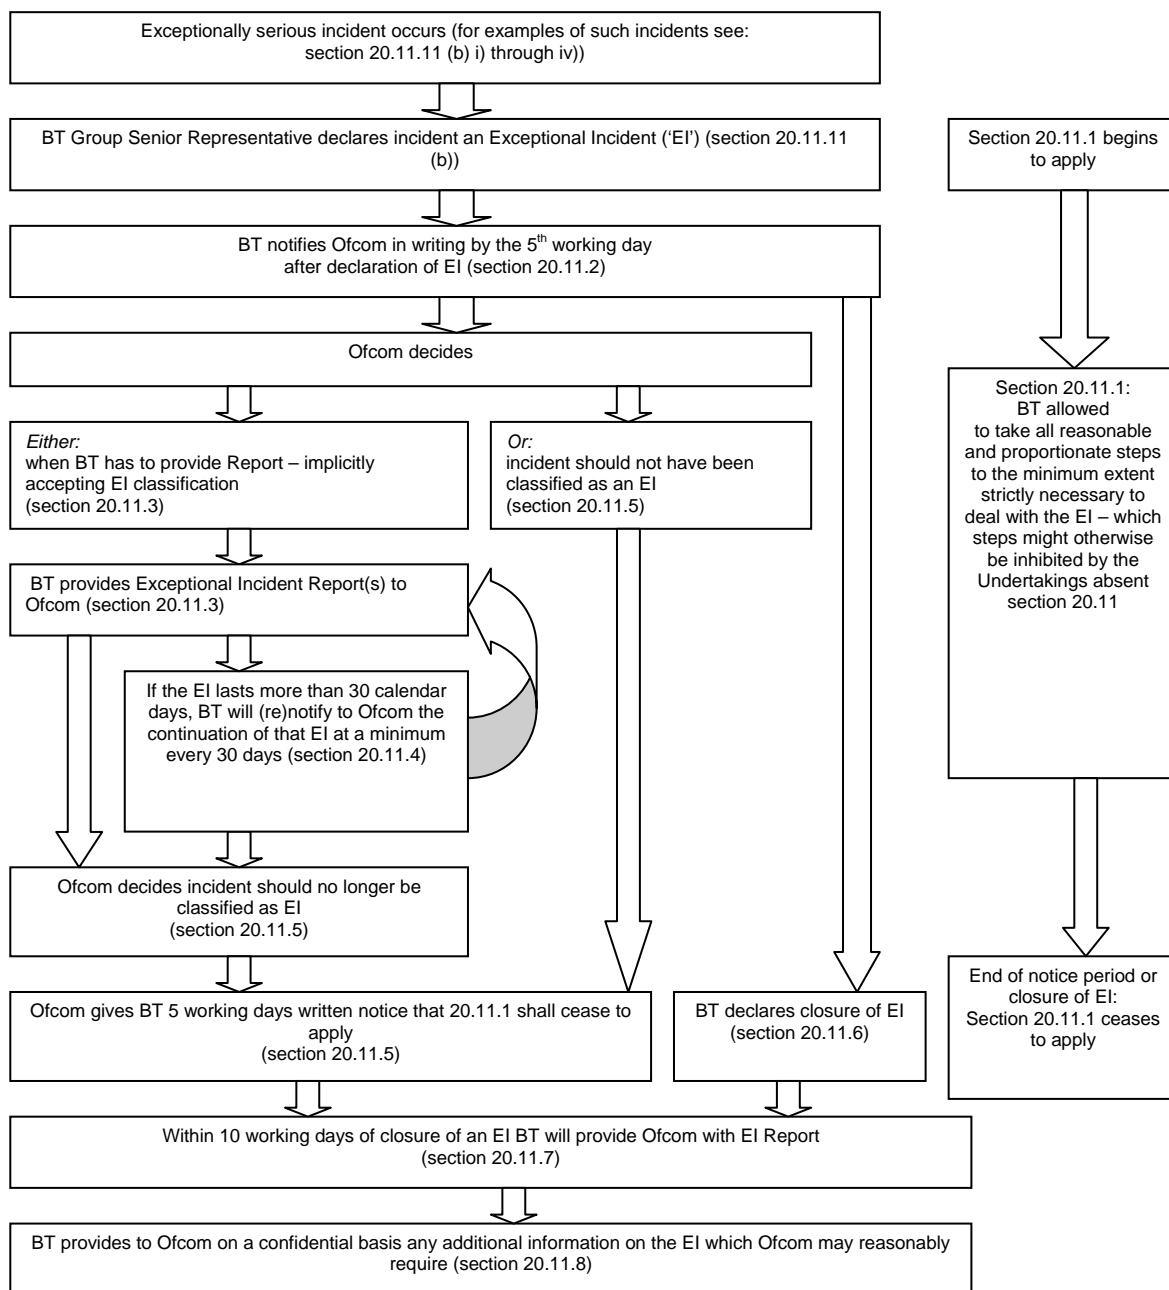 Exceptionally serious incident occurs (for examples of such incidents see:
section 20.11.11 (b) i) through iv))
BT Group Senior Representative declares incident an Exceptional Incident (‘EI’) (section 20.11.11
(b))
Section 20.11.1 begins
to apply
BT notifies Ofcom in writing by the 5th working day
after declaration of EI (section 20.11.2)
Ofcom decides
Either:
when BT has to provide Report – implicitly
accepting EI classification
(section 20.11.3)
Or:
incident should not have been
classified as an EI
(section 20.11.5)
Section 20.11.1:
BT allowed
to take all reasonable
and proportionate steps
to the minimum extent
strictly necessary to
deal with the EI – which
steps might otherwise
be inhibited by the
Undertakings absent
section 20.11
BT provides Exceptional Incident Report(s) to
Ofcom (section 20.11.3)
If the EI lasts more than 30 calendar
days, BT will (re)notify to Ofcom the
continuation of that EI at a minimum
every 30 days (section 20.11.4)
Ofcom decides incident should no longer be
classified as EI
(section 20.11.5)
Ofcom gives BT 5 working days written notice that 20.11.1 shall cease to
apply
(section 20.11.5)
BT declares closure of EI
(section 20.11.6)
End of notice period or
closure of EI:
Section 20.11.1 ceases
to apply
Within 10 working days of closure of an EI BT will provide Ofcom with EI Report
(section 20.11.7)
BT provides to Ofcom on a confidential basis any additional information on the EI which Ofcom may reasonably
require (section 20.11.8)